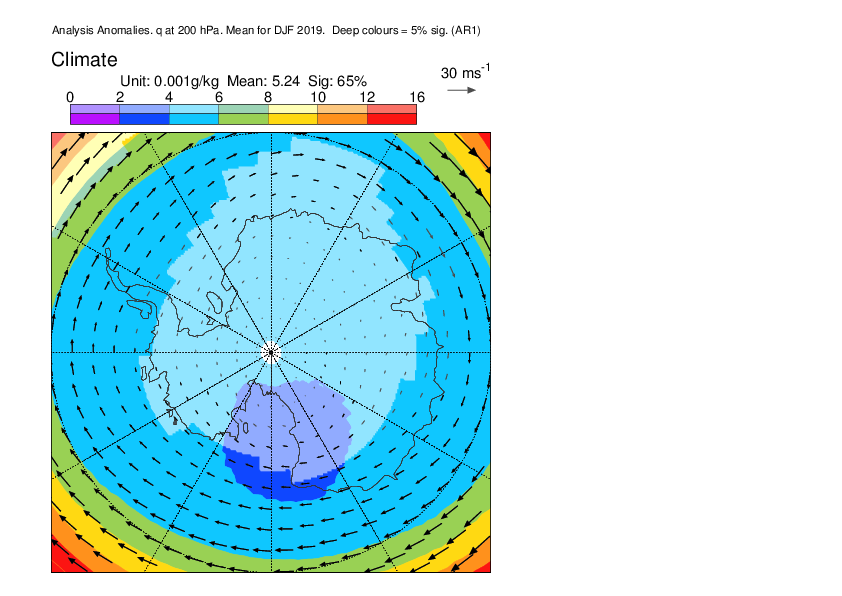 Analysis Anomalies. q at 200 hPa. Mean for DJF 2019.  Deep colours = 5% sig. (AR1)
Climate
30 ms-1
Unit: 0.001g/kg  Mean: 5.24  Sig: 65%
0 2 4 6 8 10 12 16